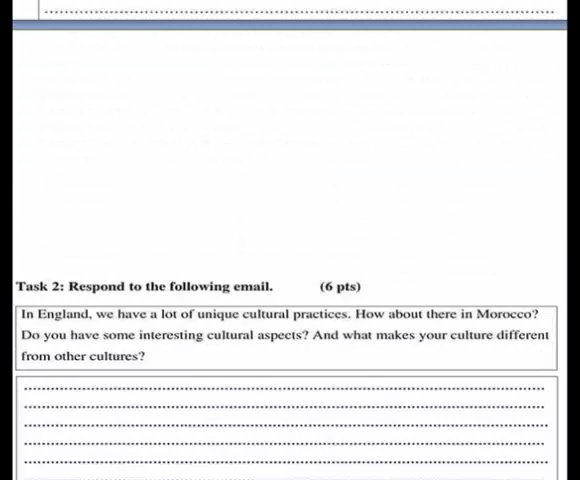 Task 2: Respond to the following email. (6 pts)
In England, we have a lot of unique cultural practices. How about there in Morocco?
Do you have some interesting cultural aspects? And what makes your culture different
from other cultures?